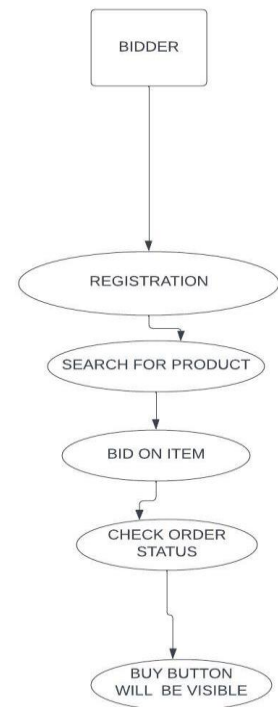 BIDDER
REGISTRATION
SEARCH FOR PRODUCT
BID ON ITEM
CHECK ORDER
STATUS
BUY BUTTON
WILL BE VISIBLE